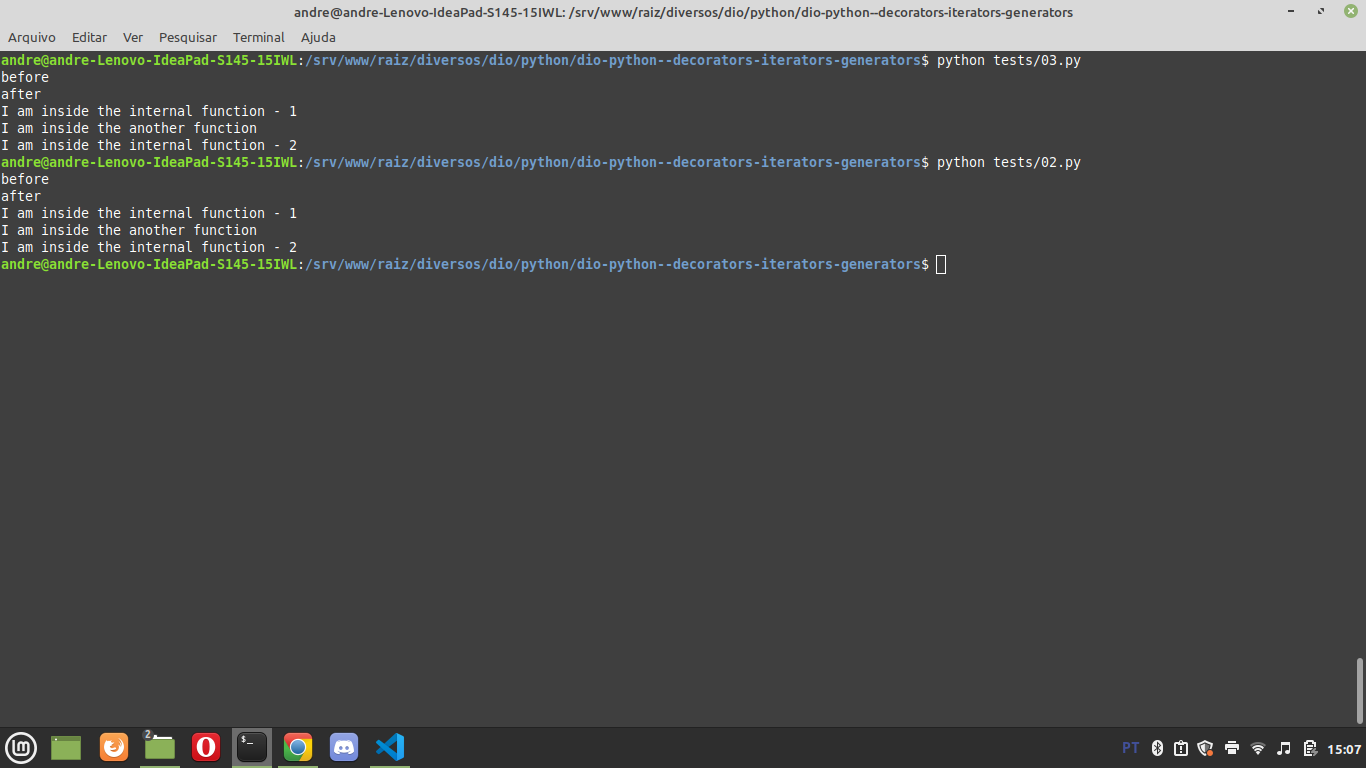 andre@andre-Lenovo-IdeaPad-S145-15IWL: /srv/www/raiz/diversos/dio/python/dio-python--decorators-iterators-generators
Arquivo Editar Ver Pesquisar Terminal Ajuda
andre@andre-Lenovo-IdeaPad-S145-15IWL:/srv/www/raiz/diversos/dio/python/dio-python--decorators-iterators-generators$ python tests/03.py
before
after
I am inside the internal function - 1
I am inside the another function
I am inside the internal function - 2
andre@andre-Lenovo-IdeaPad-S145-15IWL:/srv/www/raiz/diversos/dio/python/dio-python--decorators-iterators-generators$ python tests/02.py
before
after
I am inside the internal function - 1
I am inside the another function
I am inside the internal function - 2
andre@andre-Lenovo-IdeaPad-S145-15IWL:/srv/www/raiz/diversos/dio/python/dio-python--decorators-iterators-generators$
2
$_
PT 15:07